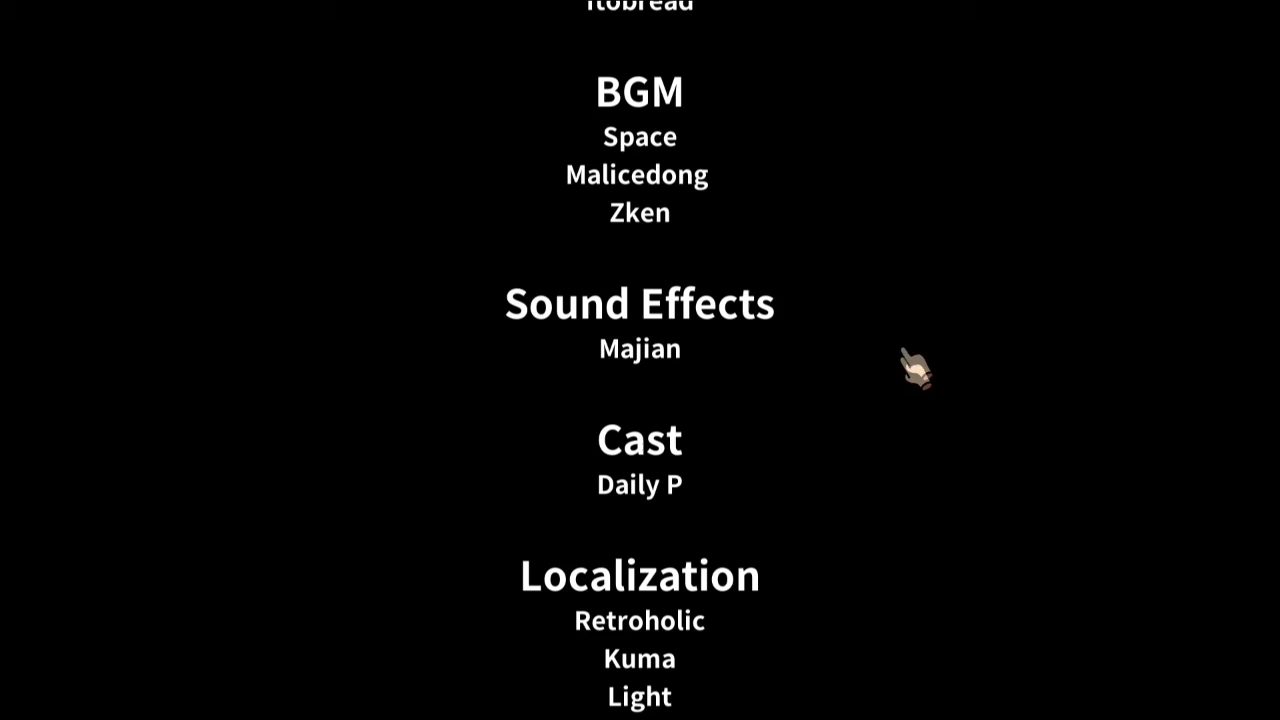 BGM
Space
Malicedong
Zken
Sound Effects
Majian
Cast
Daily P
Localization
Retroholic
Kuma
Light